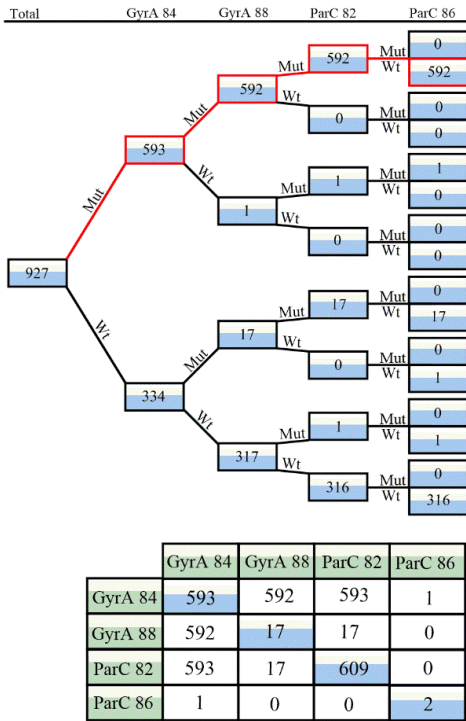 Total GyrA 84 GyrA 88 ParC 82 ParC 86
Mut 0
592 Wt 592
Mut
592
Wt
Mut 0
0 Wt 0
Mut
593
Wt
Mut 1
1 Wt 0
Mut
1
Wt
Mut 0
0 Wt 0
Mut
927
Wt
Mut 0
17 Wt 17
Mut
17
Wt
Mut 0
0 Wt 1
Mut
334
Wt
Mut 0
1 Wt 1
Mut
317
Wt
Mut 0
316 Wt 316
GyrA 84 GyrA 88 ParC 82 ParC 86
GyrA 84 593 592 593 1
GyrA 88 592 17 17 0
ParC 82 593 17 609 0
ParC 86 1 0 0 2